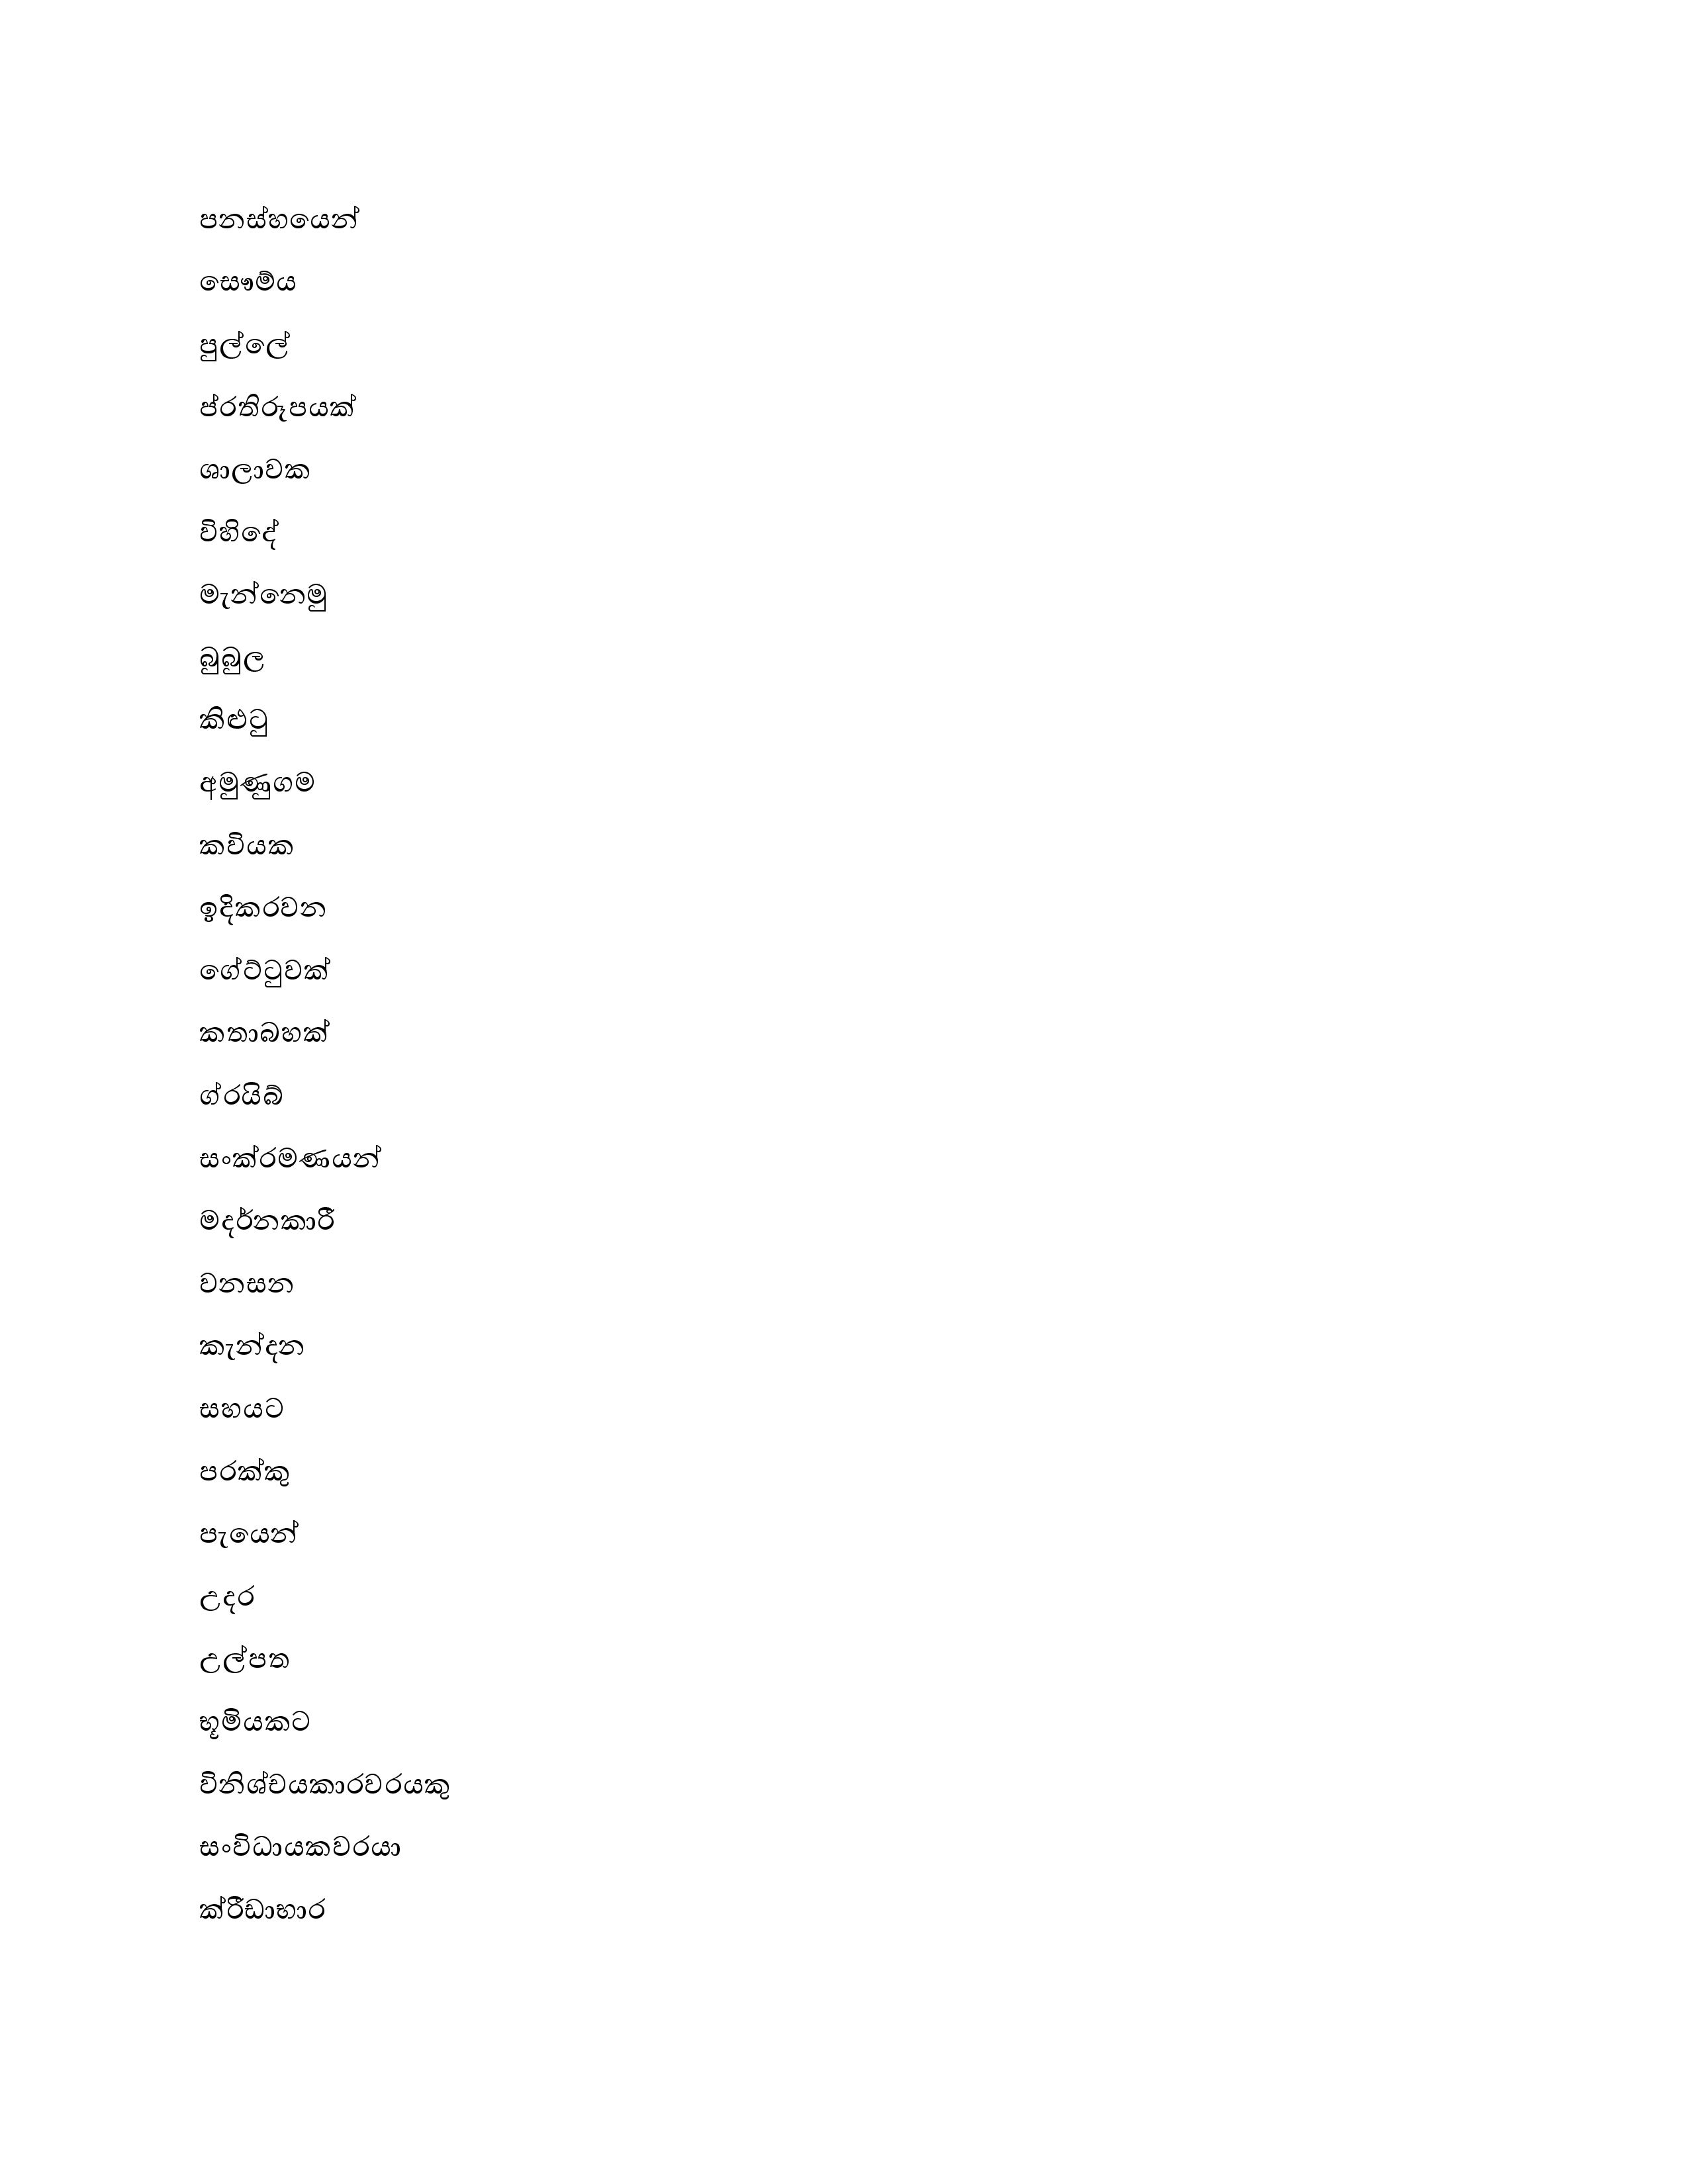 පනස්හයෙන්
සෞම්ය
පුල්ලේ
ප්රතිරූපයක්
ශාලාවක
විහිදේ
මැන්නෙමු
බුබුල
කිළුටු
අමුණුගම
කවියක
ඉදිකරවන
ගේට්ටුවක්
කතාබහක්
ග්රයිබ්
සංක්රමණයන්
මදර්නකාරී
වනසන
කැන්දන
සහයට
පරක්කු
පැයෙන්
උදර
උල්පත
භූමියකට
විනිශ්චයකාරවරයකු
සංවිධායකවරයා
ක්රීඩාභාර